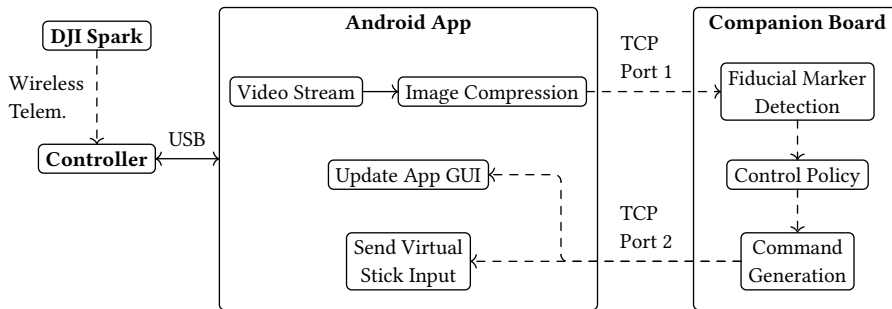 DJI Spark
Wireless
Telem.
Controller
USB
Android App
Video Stream
Image Compression
Update App GUI
Send Virtual
Stick Input
TCP
Port 1
TCP
Port 2
Companion Board
Fiducial Marker
Detection
Control Policy
Command
Generation